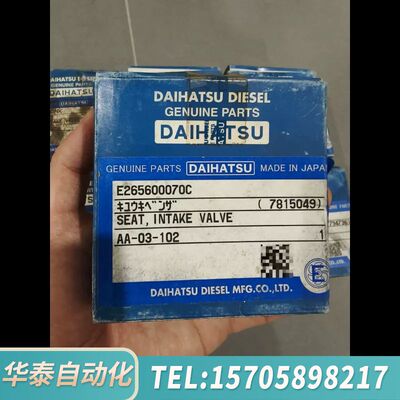 DAIHATSU DIESEL
GENUINE PARTS
DAIHATSU
GENUINE PARTS DAIHATSU MADE IN JAPAN
E265600070C
ｷﾕｳｷﾍﾞﾝｻﾞ (7815049)
SEAT, INTAKE VALVE
AA-03-102 1
DAIHATSU DIESEL MFG.CO.,LTD.
华泰自动化 TEL:15705898217